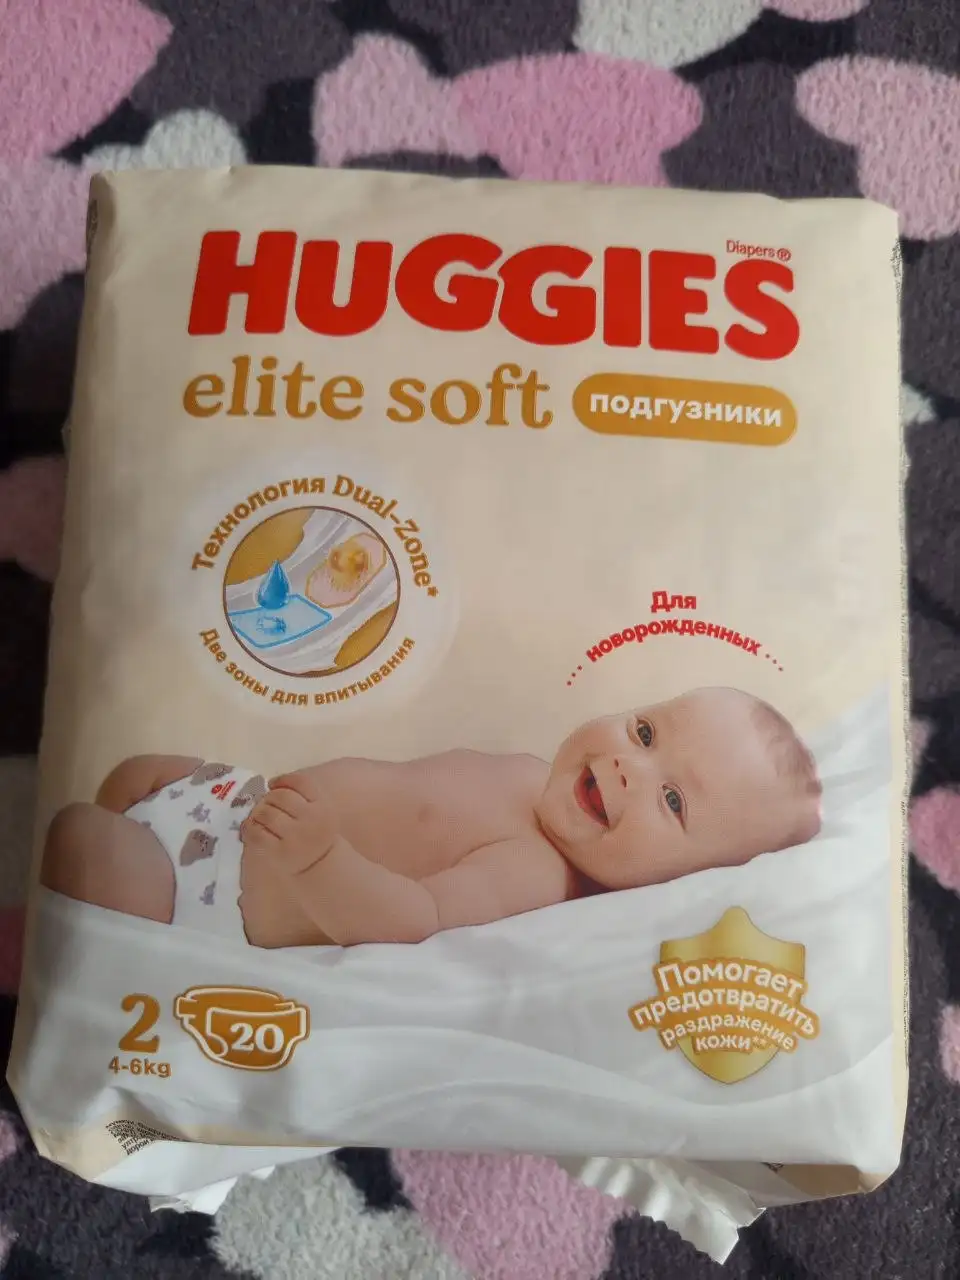 HUGGIES
Diapers®
elite soft
подгузники
Технология Dual-Zone*
Две зоны для впитывания
Для
новорожденных
2
4-6kg
20
Помогает
предотвратить
раздражение
кожи**